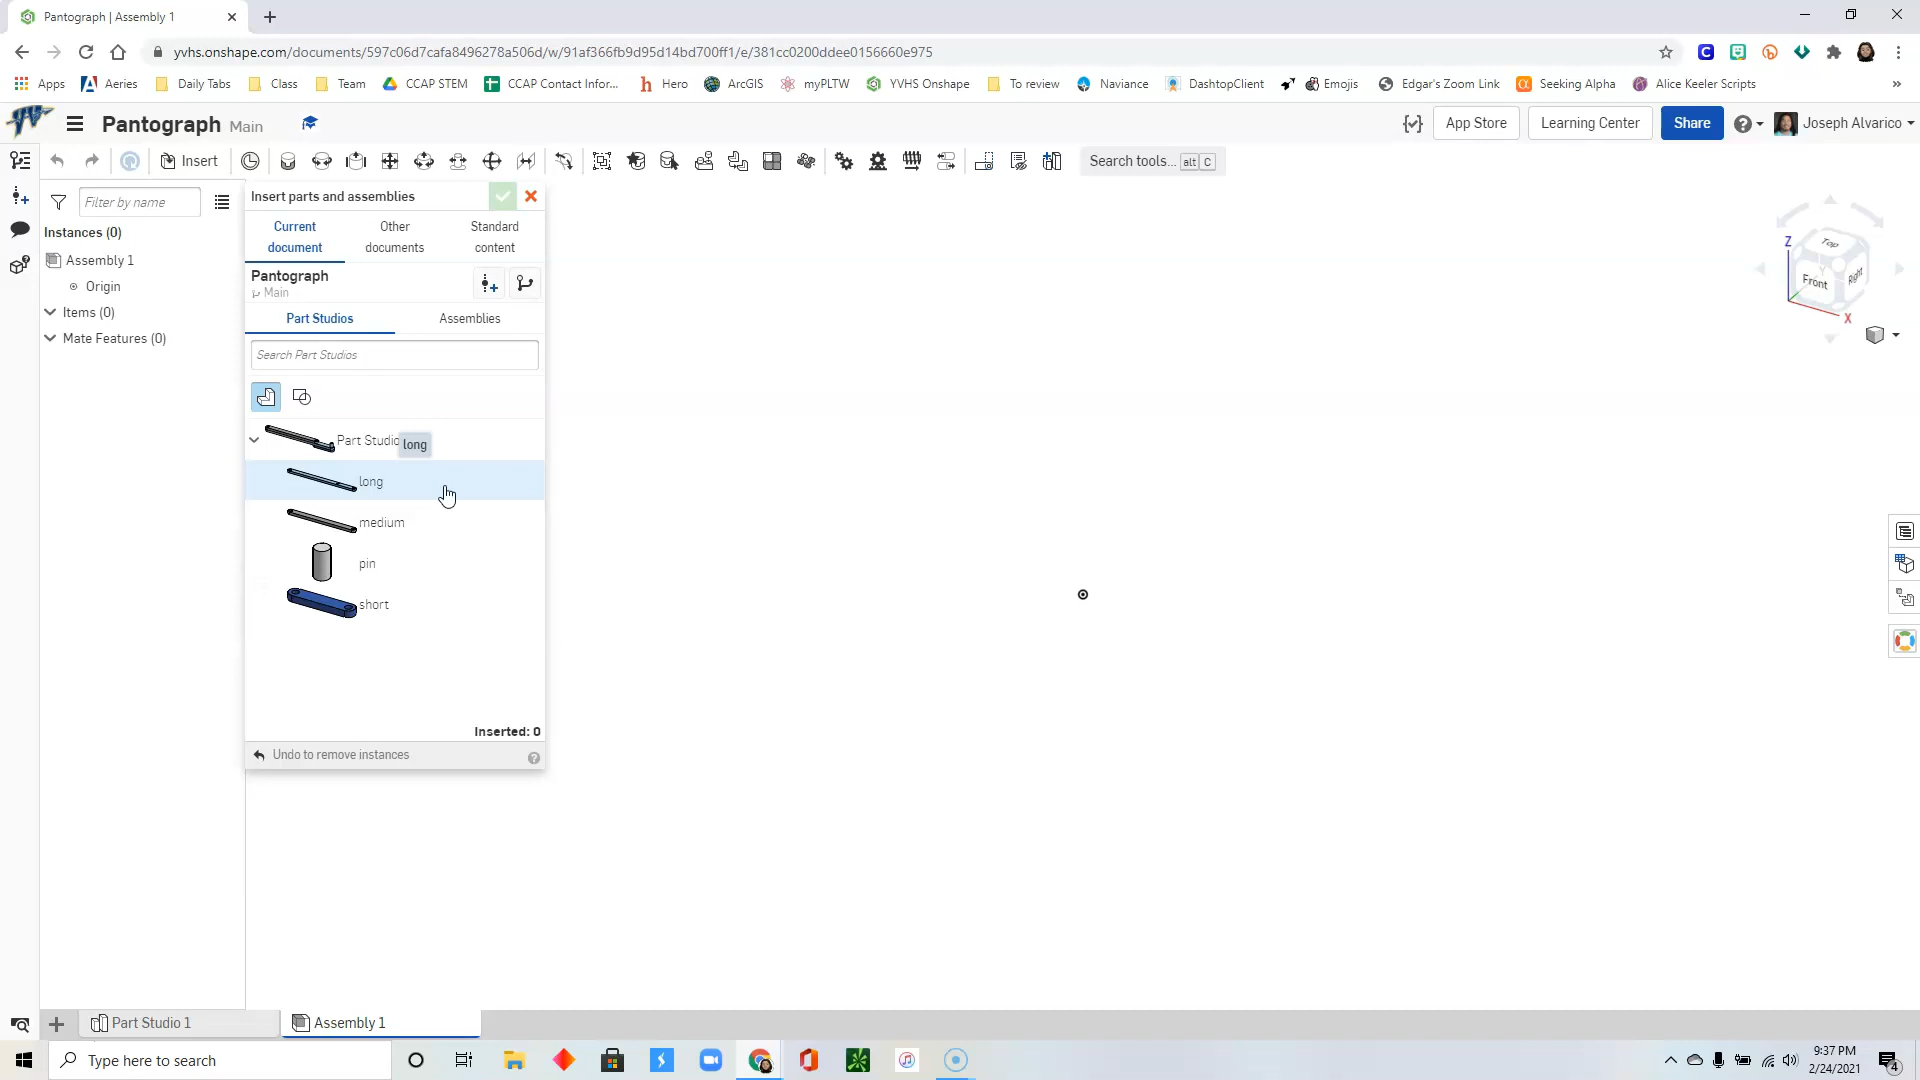 Pantograph | Assembly 1
yvhs.onshape.com/documents/597c06d7cafa8496278a506d/w/91af366fb9d95d14bd700ff1/e/381cc0200ddee0156660e975
Apps Aeries Daily Tabs Class Team CCAP STEM CCAP Contact Infor... Hero ArcGIS myPLTW YVHS Onshape To review Naviance DashtopClient Emojis Edgar's Zoom Link Seeking Alpha Alice Keeler Scripts »
Pantograph Main App Store Learning Center Share Joseph Alvarico
Insert Search tools... alt C
Filter by name
Instances (0)
Assembly 1
Origin
Items (0)
Mate Features (0)
Insert parts and assemblies
Current document
Other documents
Standard content
Pantograph
Main
Part Studios Assemblies
Search Part Studios
Part Studio
long
long
medium
pin
short
Inserted: 0
Undo to remove instances
Z
Top
Y
Front
Right
X
Part Studio 1
Assembly 1
Type here to search
9:37 PM
2/24/2021
4